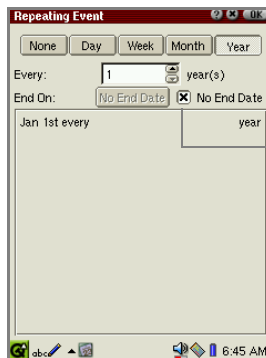 Repeating Event ? X OK
None Day Week Month Year
Every: 1 year(s)
End On: No End Date No End Date
Jan 1st every year
abc 6:45 AM